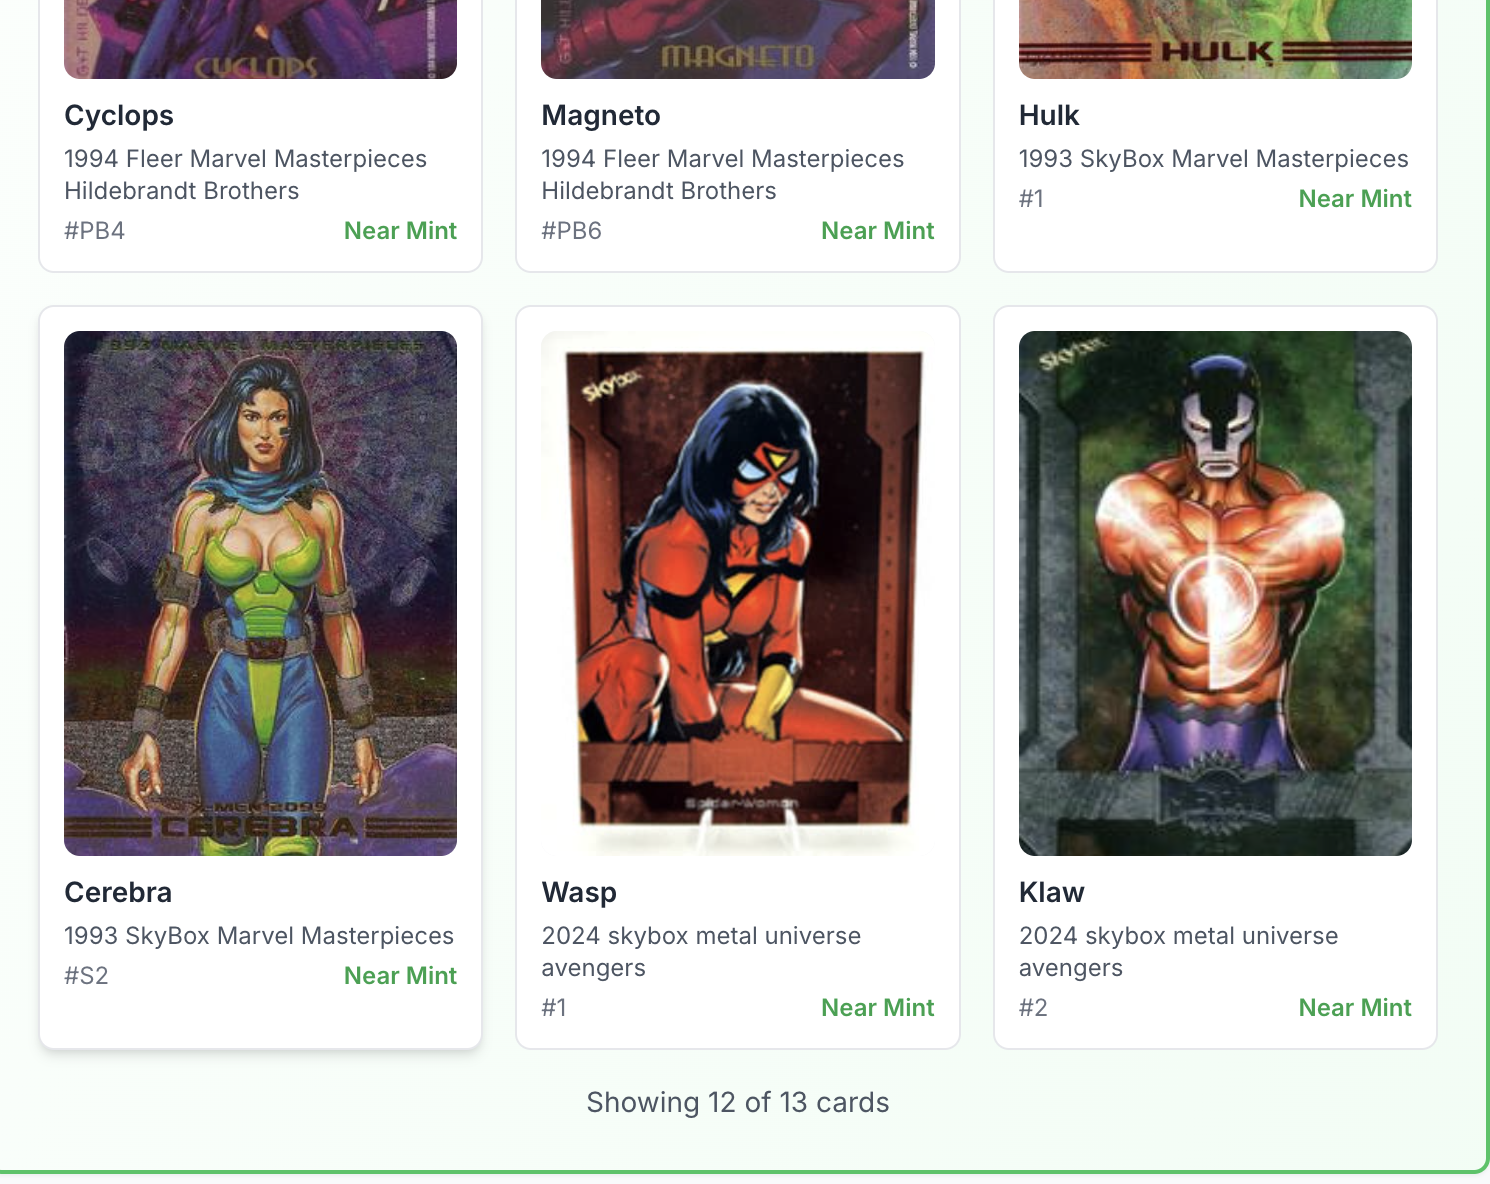 CYCLOPS
MAGNETO
HULK
Cyclops
Magneto
Hulk
1994 Fleer Marvel Masterpieces
Hildebrandt Brothers
1994 Fleer Marvel Masterpieces
Hildebrandt Brothers
1993 SkyBox Marvel Masterpieces
#PB4 Near Mint
#PB6 Near Mint
#1 Near Mint
1993 MARVEL MASTERPIECES
X-MEN 2099
CEREBRA
SkyBox
Spider-Woman
SkyBox
Cerebra
Wasp
Klaw
1993 SkyBox Marvel Masterpieces
2024 skybox metal universe
avengers
2024 skybox metal universe
avengers
#S2 Near Mint
#1 Near Mint
#2 Near Mint
Showing 12 of 13 cards